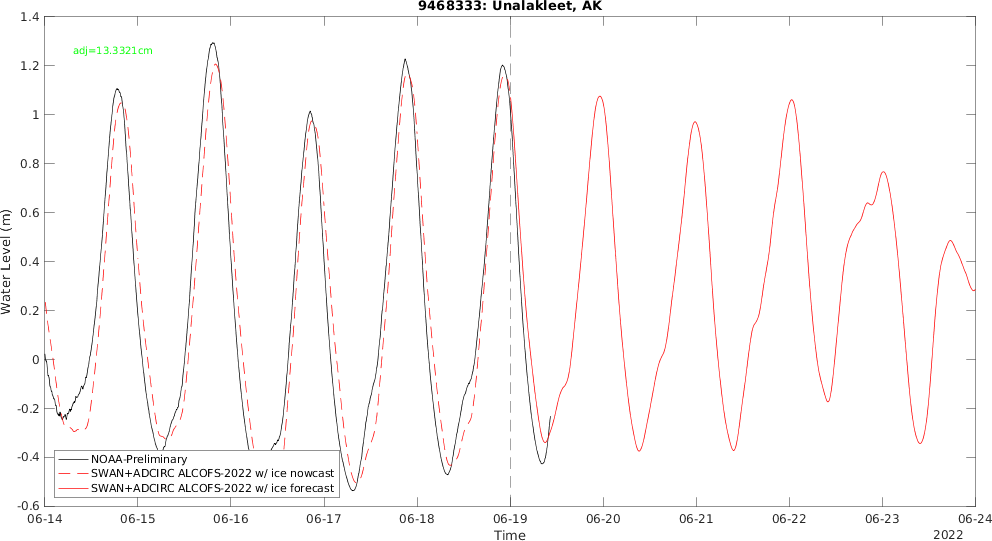 9468333: Unalakleet, AK
adj=13.3321cm
Water Level (m)
1.4
1.2
1
0.8
0.6
0.4
0.2
0
-0.2
-0.4
-0.6
NOAA-Preliminary
SWAN+ADCIRC ALCOFS-2022 w/ ice nowcast
SWAN+ADCIRC ALCOFS-2022 w/ ice forecast
06-14 06-15 06-16 06-17 06-18 06-19 06-20 06-21 06-22 06-23 06-24
Time
2022